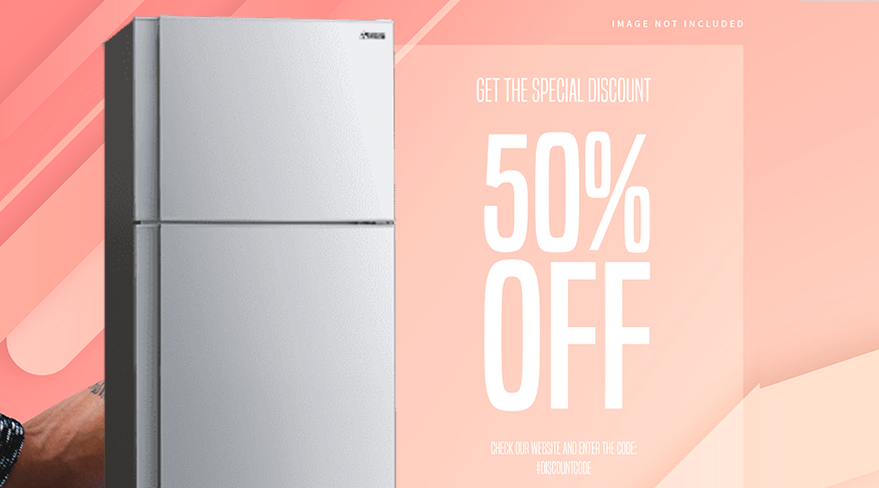 IMAGE NOT INCLUDED
GET THE SPECIAL DISCOUNT
50%
OFF
CHECK OUR WEBSITE AND ENTER THE CODE:
#DISCOUNTCODE